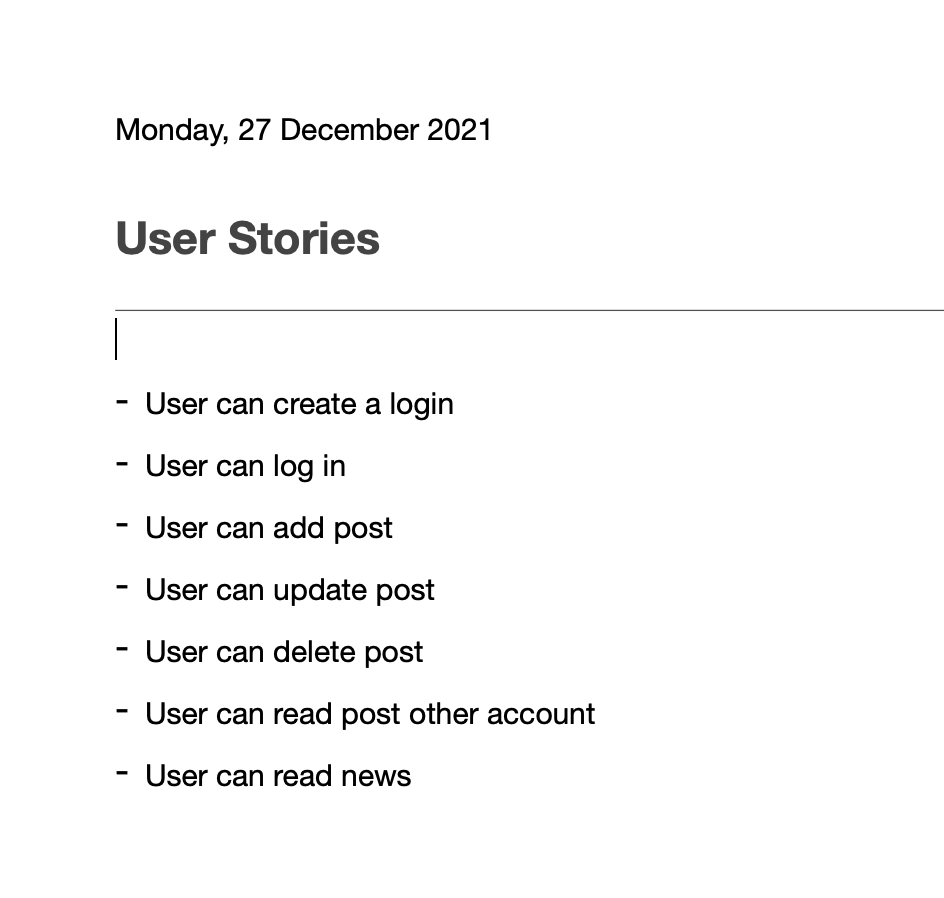 Monday, 27 December 2021
User Stories
- User can create a login
- User can log in
- User can add post
- User can update post
- User can delete post
- User can read post other account
- User can read news